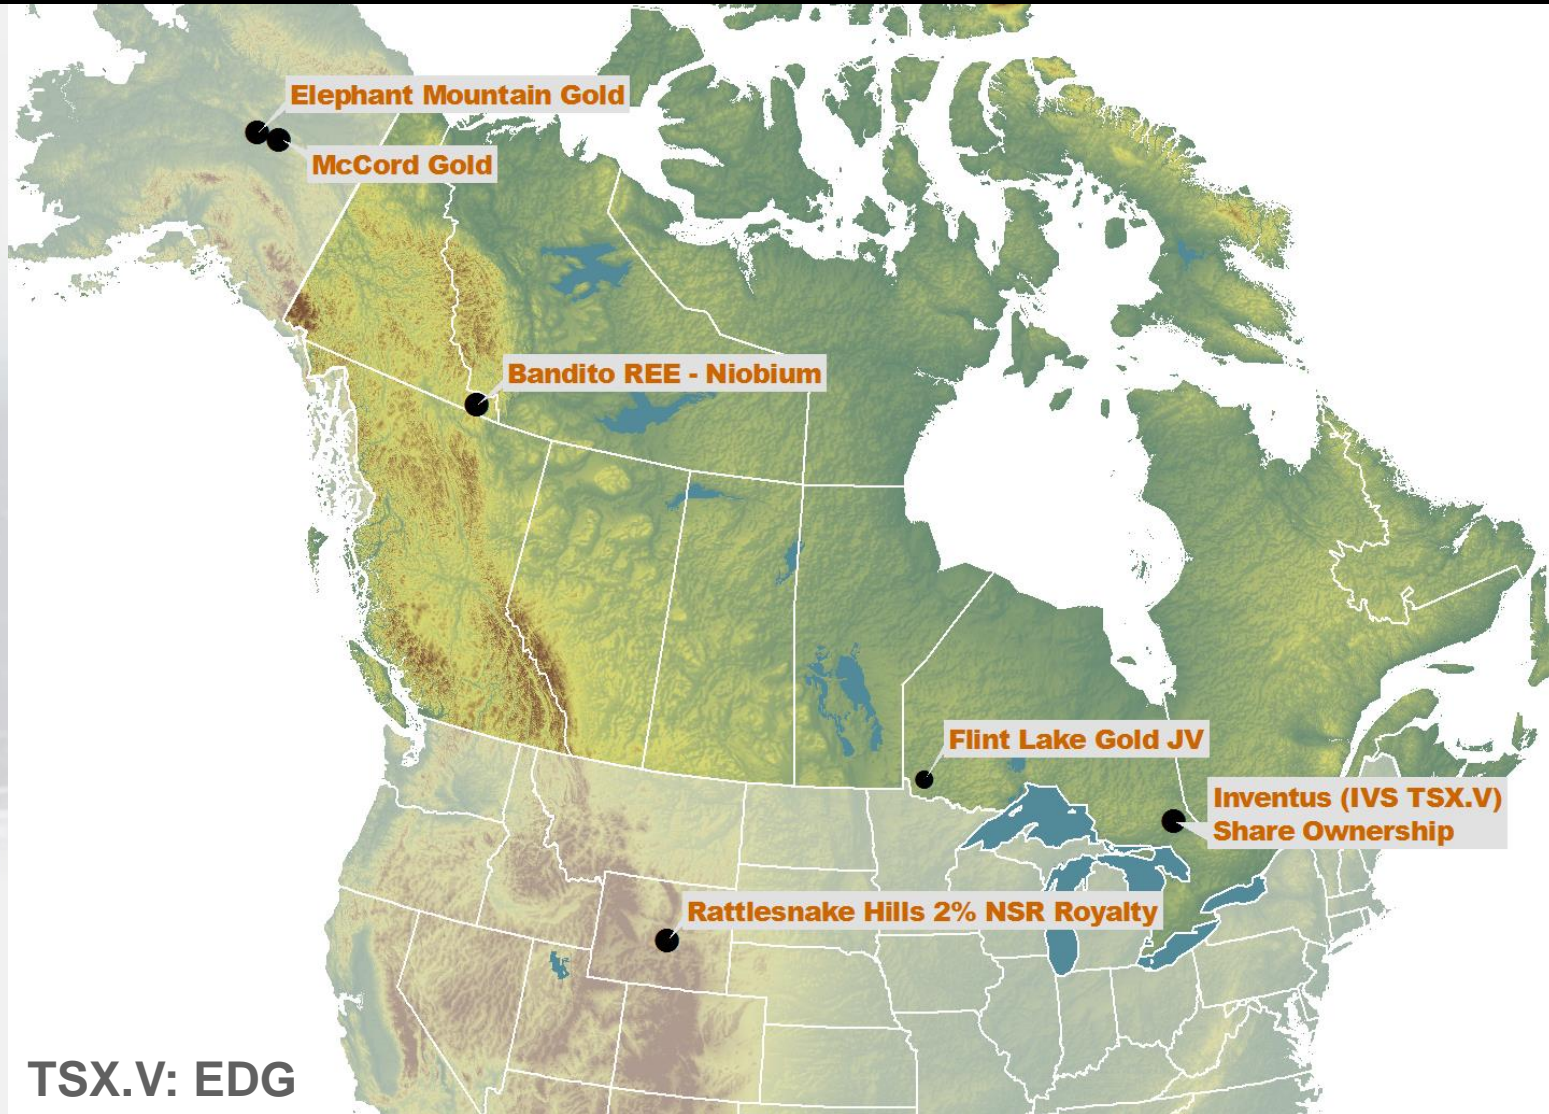 Elephant Mountain Gold
McCord Gold
Bandito REE - Niobium
Flint Lake Gold JV
Inventus (IVS TSX.V)
Share Ownership
Rattlesnake Hills 2% NSR Royalty
TSX.V: EDG